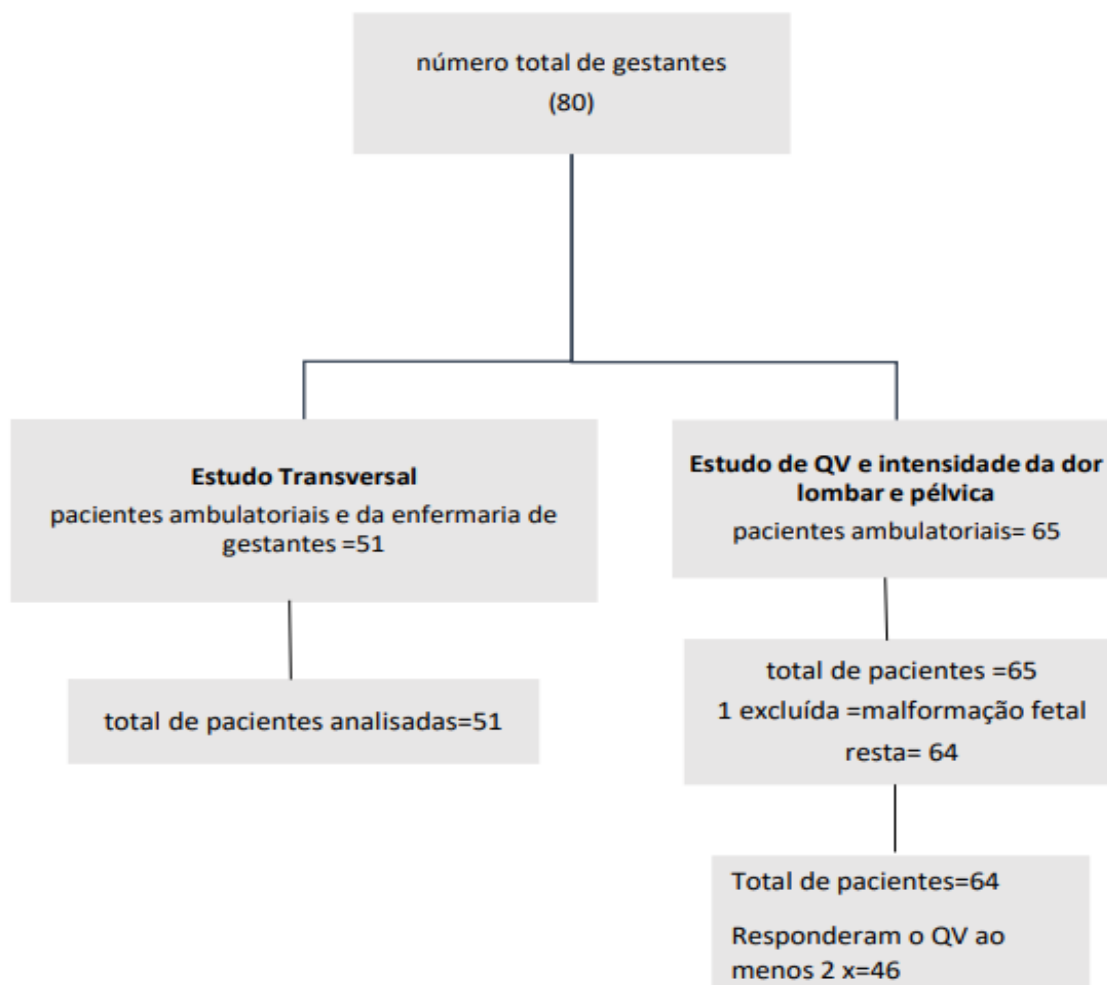 número total de gestantes
(80)
Estudo Transversal
pacientes ambulatoriais e da enfermaria de
gestantes =51
total de pacientes analisadas=51
Estudo de QV e intensidade da dor
lombar e pélvica
pacientes ambulatoriais= 65
total de pacientes =65
1 excluída =malformação fetal
resta= 64
Total de pacientes=64
Responderam o QV ao
menos 2 x=46